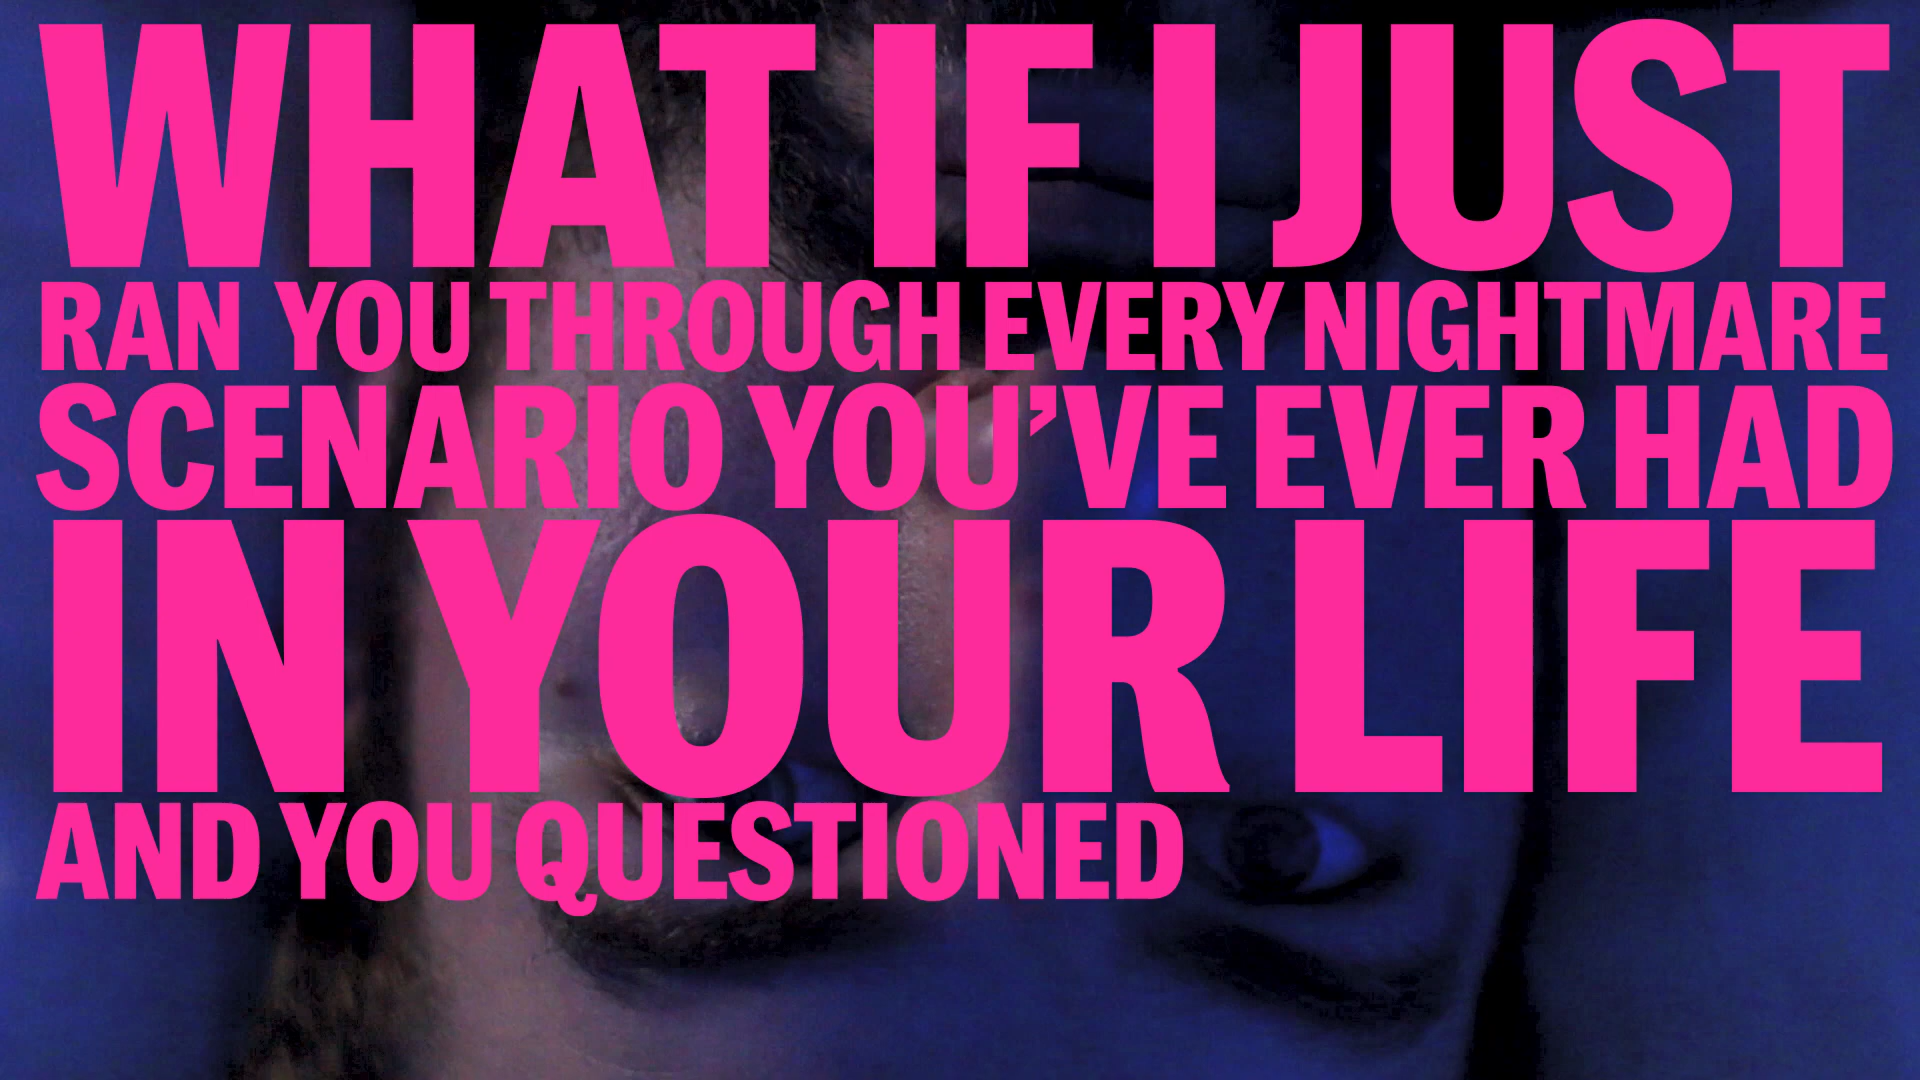 WHAT IF I JUST
RAN YOU THROUGH EVERY NIGHTMARE
SCENARIO YOU’VE EVER HAD
IN YOUR LIFE
AND YOU QUESTIONED